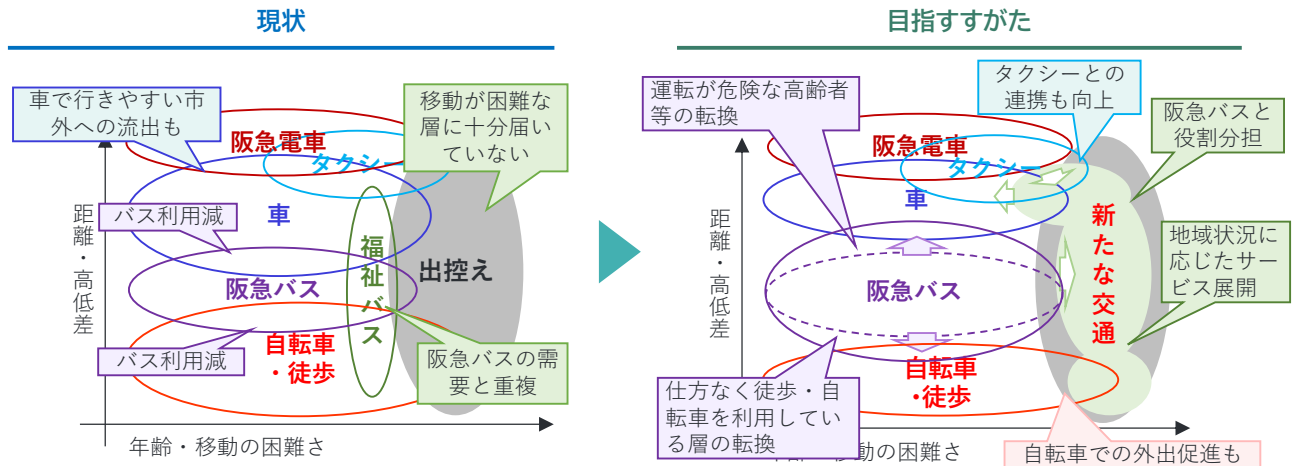 現状
車で行きやすい市
外への流出も
移動が困難な
層に十分届い
ていない
阪急電車
タクシー
バス利用減
車
距離・高低差
福祉バス
出控え
阪急バス
バス利用減
自転車
・徒歩
阪急バスの需
要と重複
年齢・移動の困難さ
目指すすがた
運転が危険な高齢者
等の転換
タクシーとの
連携も向上
阪急バスと
役割分担
阪急電車
タクシー
車
距離・高低差
新たな交通
地域状況に
応じたサー
ビス展開
阪急バス
自転車
・徒歩
仕方なく徒歩・自
転車を利用してい
る層の転換
移動の困難さ
自転車での外出促進も